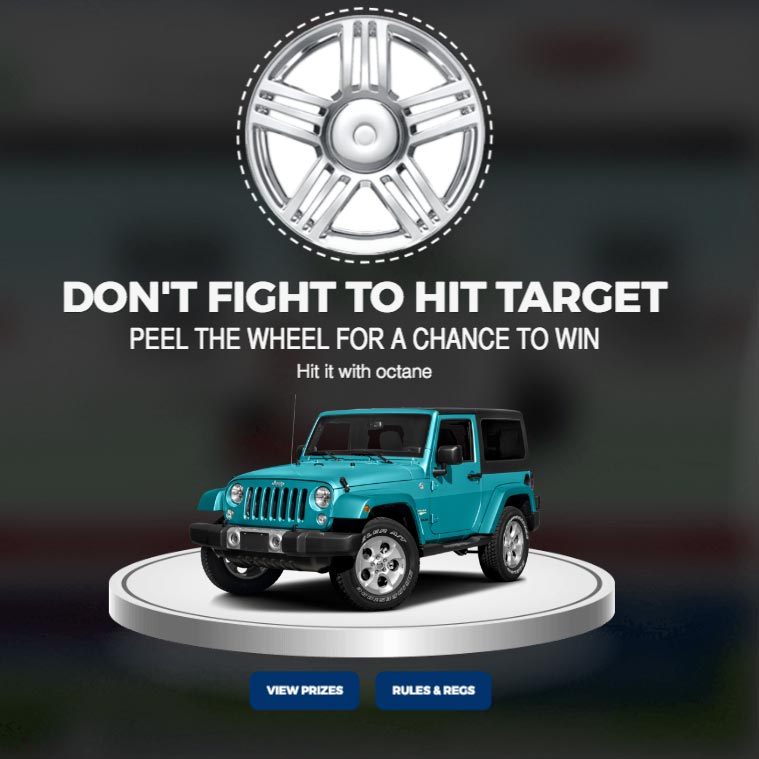 DON'T FIGHT TO HIT TARGET
PEEL THE WHEEL FOR A CHANCE TO WIN
Hit it with octane
Jeep
VIEW PRIZES
RULES & REGS